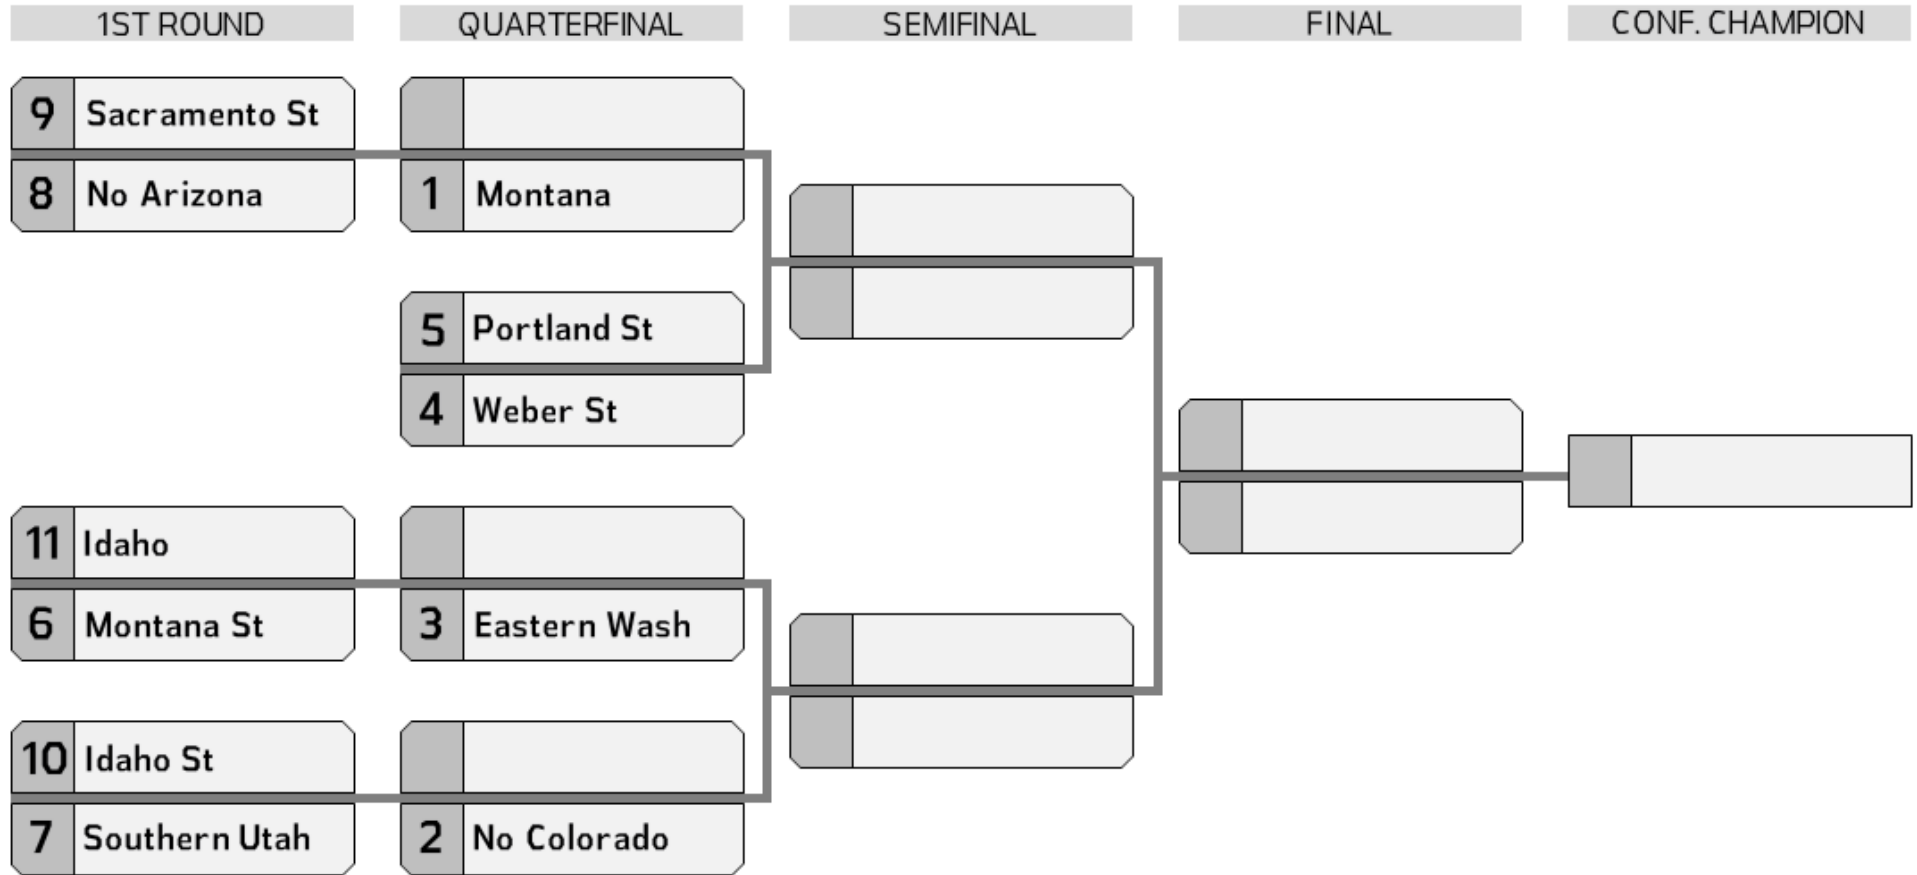 1ST ROUND QUARTERFINAL SEMIFINAL FINAL CONF. CHAMPION
9 Sacramento St
8 No Arizona
1 Montana
5 Portland St
4 Weber St
11 Idaho
6 Montana St
3 Eastern Wash
10 Idaho St
7 Southern Utah
2 No Colorado